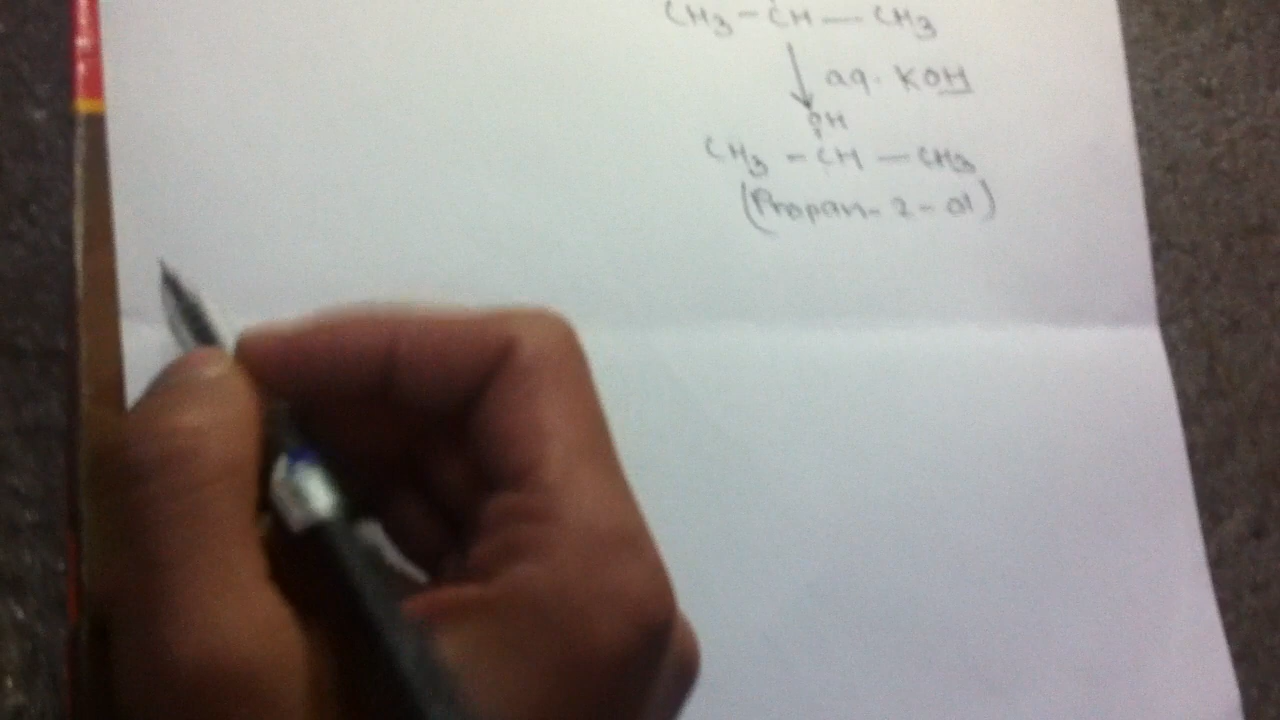 CH3 - CH — CH3
aq. KOH
OH
CH3 - CH — CH3
(Propan-2-ol)